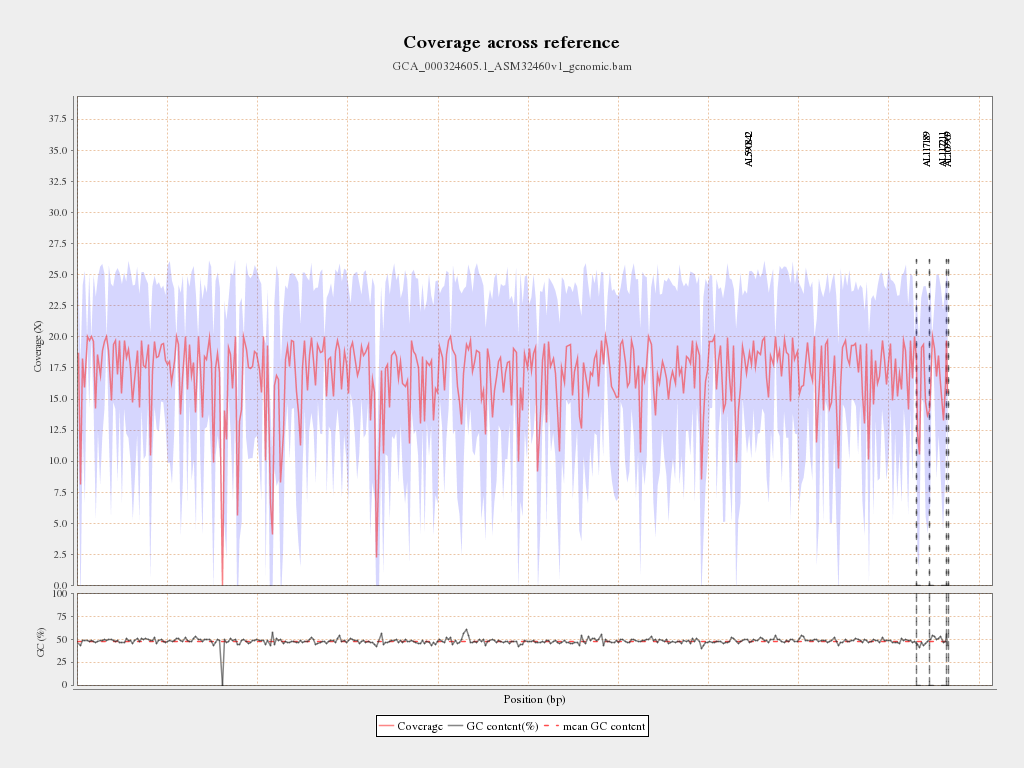 Coverage across reference
GCA_000324605.1_ASM32460v1_genomic.bam
37.5
35.0
32.5
30.0
27.5
25.0
22.5
20.0
17.5
15.0
12.5
10.0
7.5
5.0
2.5
0.0
Coverage (X)
AL590842
AL117189
AL117211
AL109969
100
75
50
25
0
GC (%)
Position (bp)
Coverage GC content(%) mean GC content